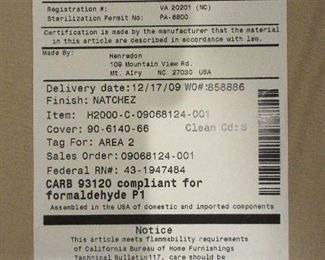 Registration #: VA 20201 (NC)
Sterilization Permit No: PA-6800
Certification is made by the manufacturer that the material
in this article are described in accordance with law.
Made By:
Henredon
109 Mountain View Rd.
Mt. AIry NC 27030 USA
Delivery date: 12/17/09 WO#:858886
Finish: NATCHEZ
Item: H2000-C-09068124-001
Cover: 90-6140-66 Clean Cd:S
Tag For: AREA 2
Sales Order: 09068124-001
Federal RN#: 43-1947484
CARB 93120 compliant for
formaldehyde P1
Assembled in the USA of domestic and imported components
Notice
This article meets flammability requirements
of California Bureau of Home Furnishings
Technical Bulletin117. care should be